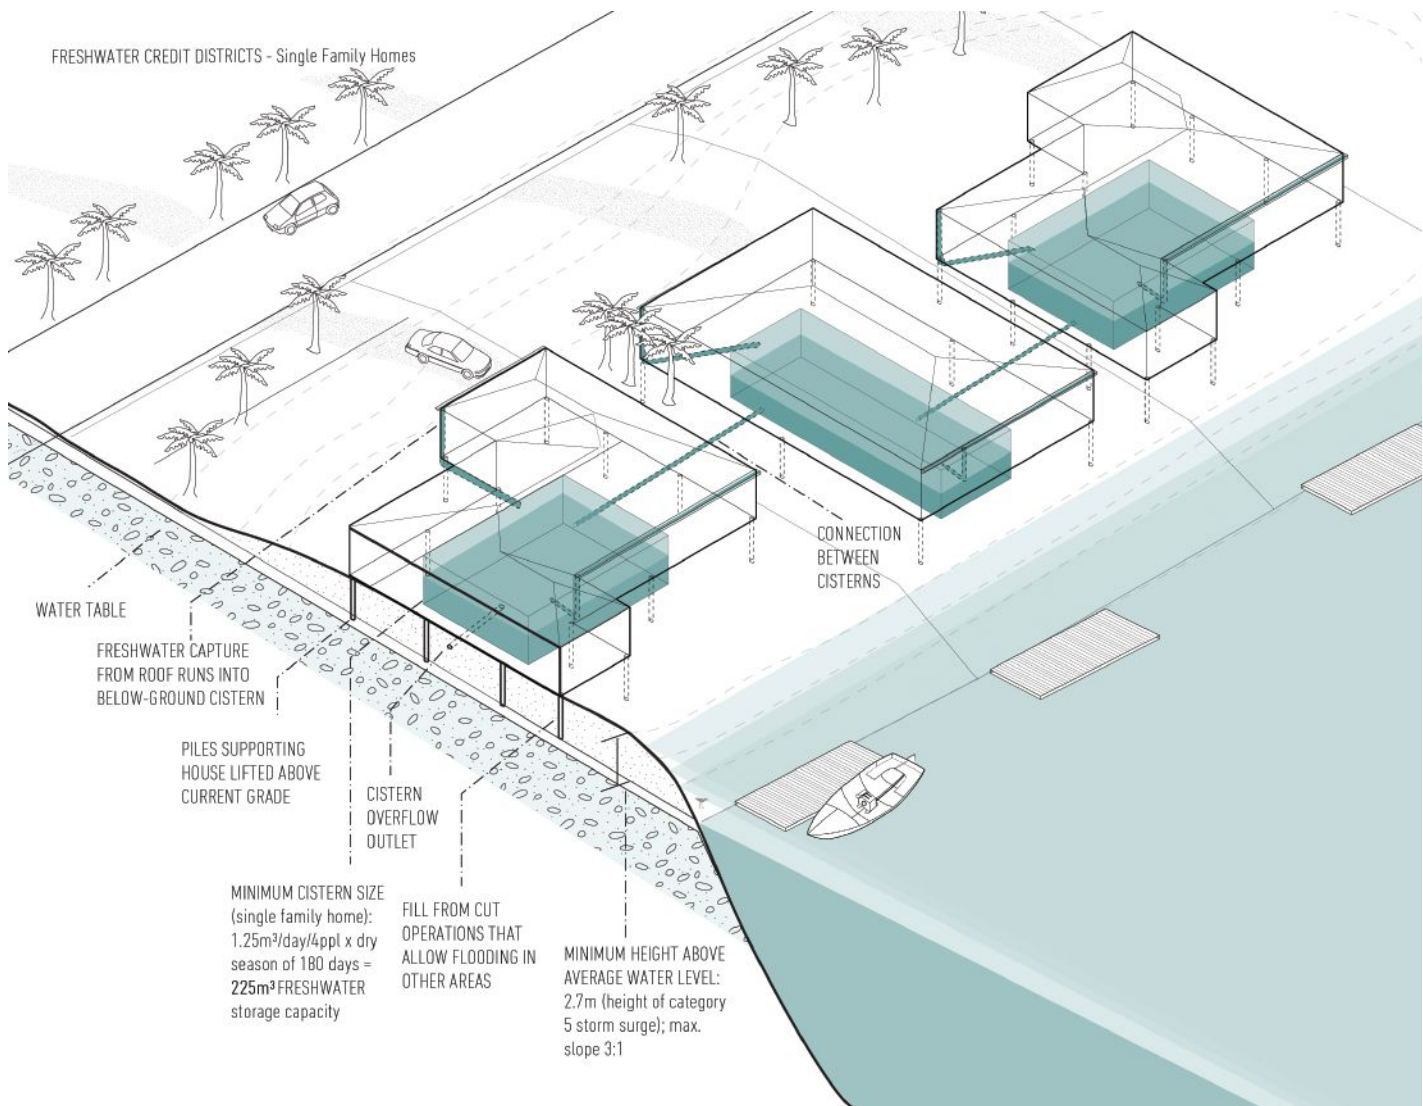 FRESHWATER CREDIT DISTRICTS - Single Family Homes
CONNECTION
BETWEEN
CISTERNS
WATER TABLE
FRESHWATER CAPTURE
FROM ROOF RUNS INTO
BELOW-GROUND CISTERN
PILES SUPPORTING
HOUSE LIFTED ABOVE
CURRENT GRADE
CISTERN
OVERFLOW
OUTLET
MINIMUM CISTERN SIZE
(single family home):
1.25m³/day/4ppl x dry
season of 180 days =
225m³ FRESHWATER
storage capacity
FILL FROM CUT
OPERATIONS THAT
ALLOW FLOODING IN
OTHER AREAS
MINIMUM HEIGHT ABOVE
AVERAGE WATER LEVEL:
2.7m (height of category
5 storm surge); max.
slope 3:1